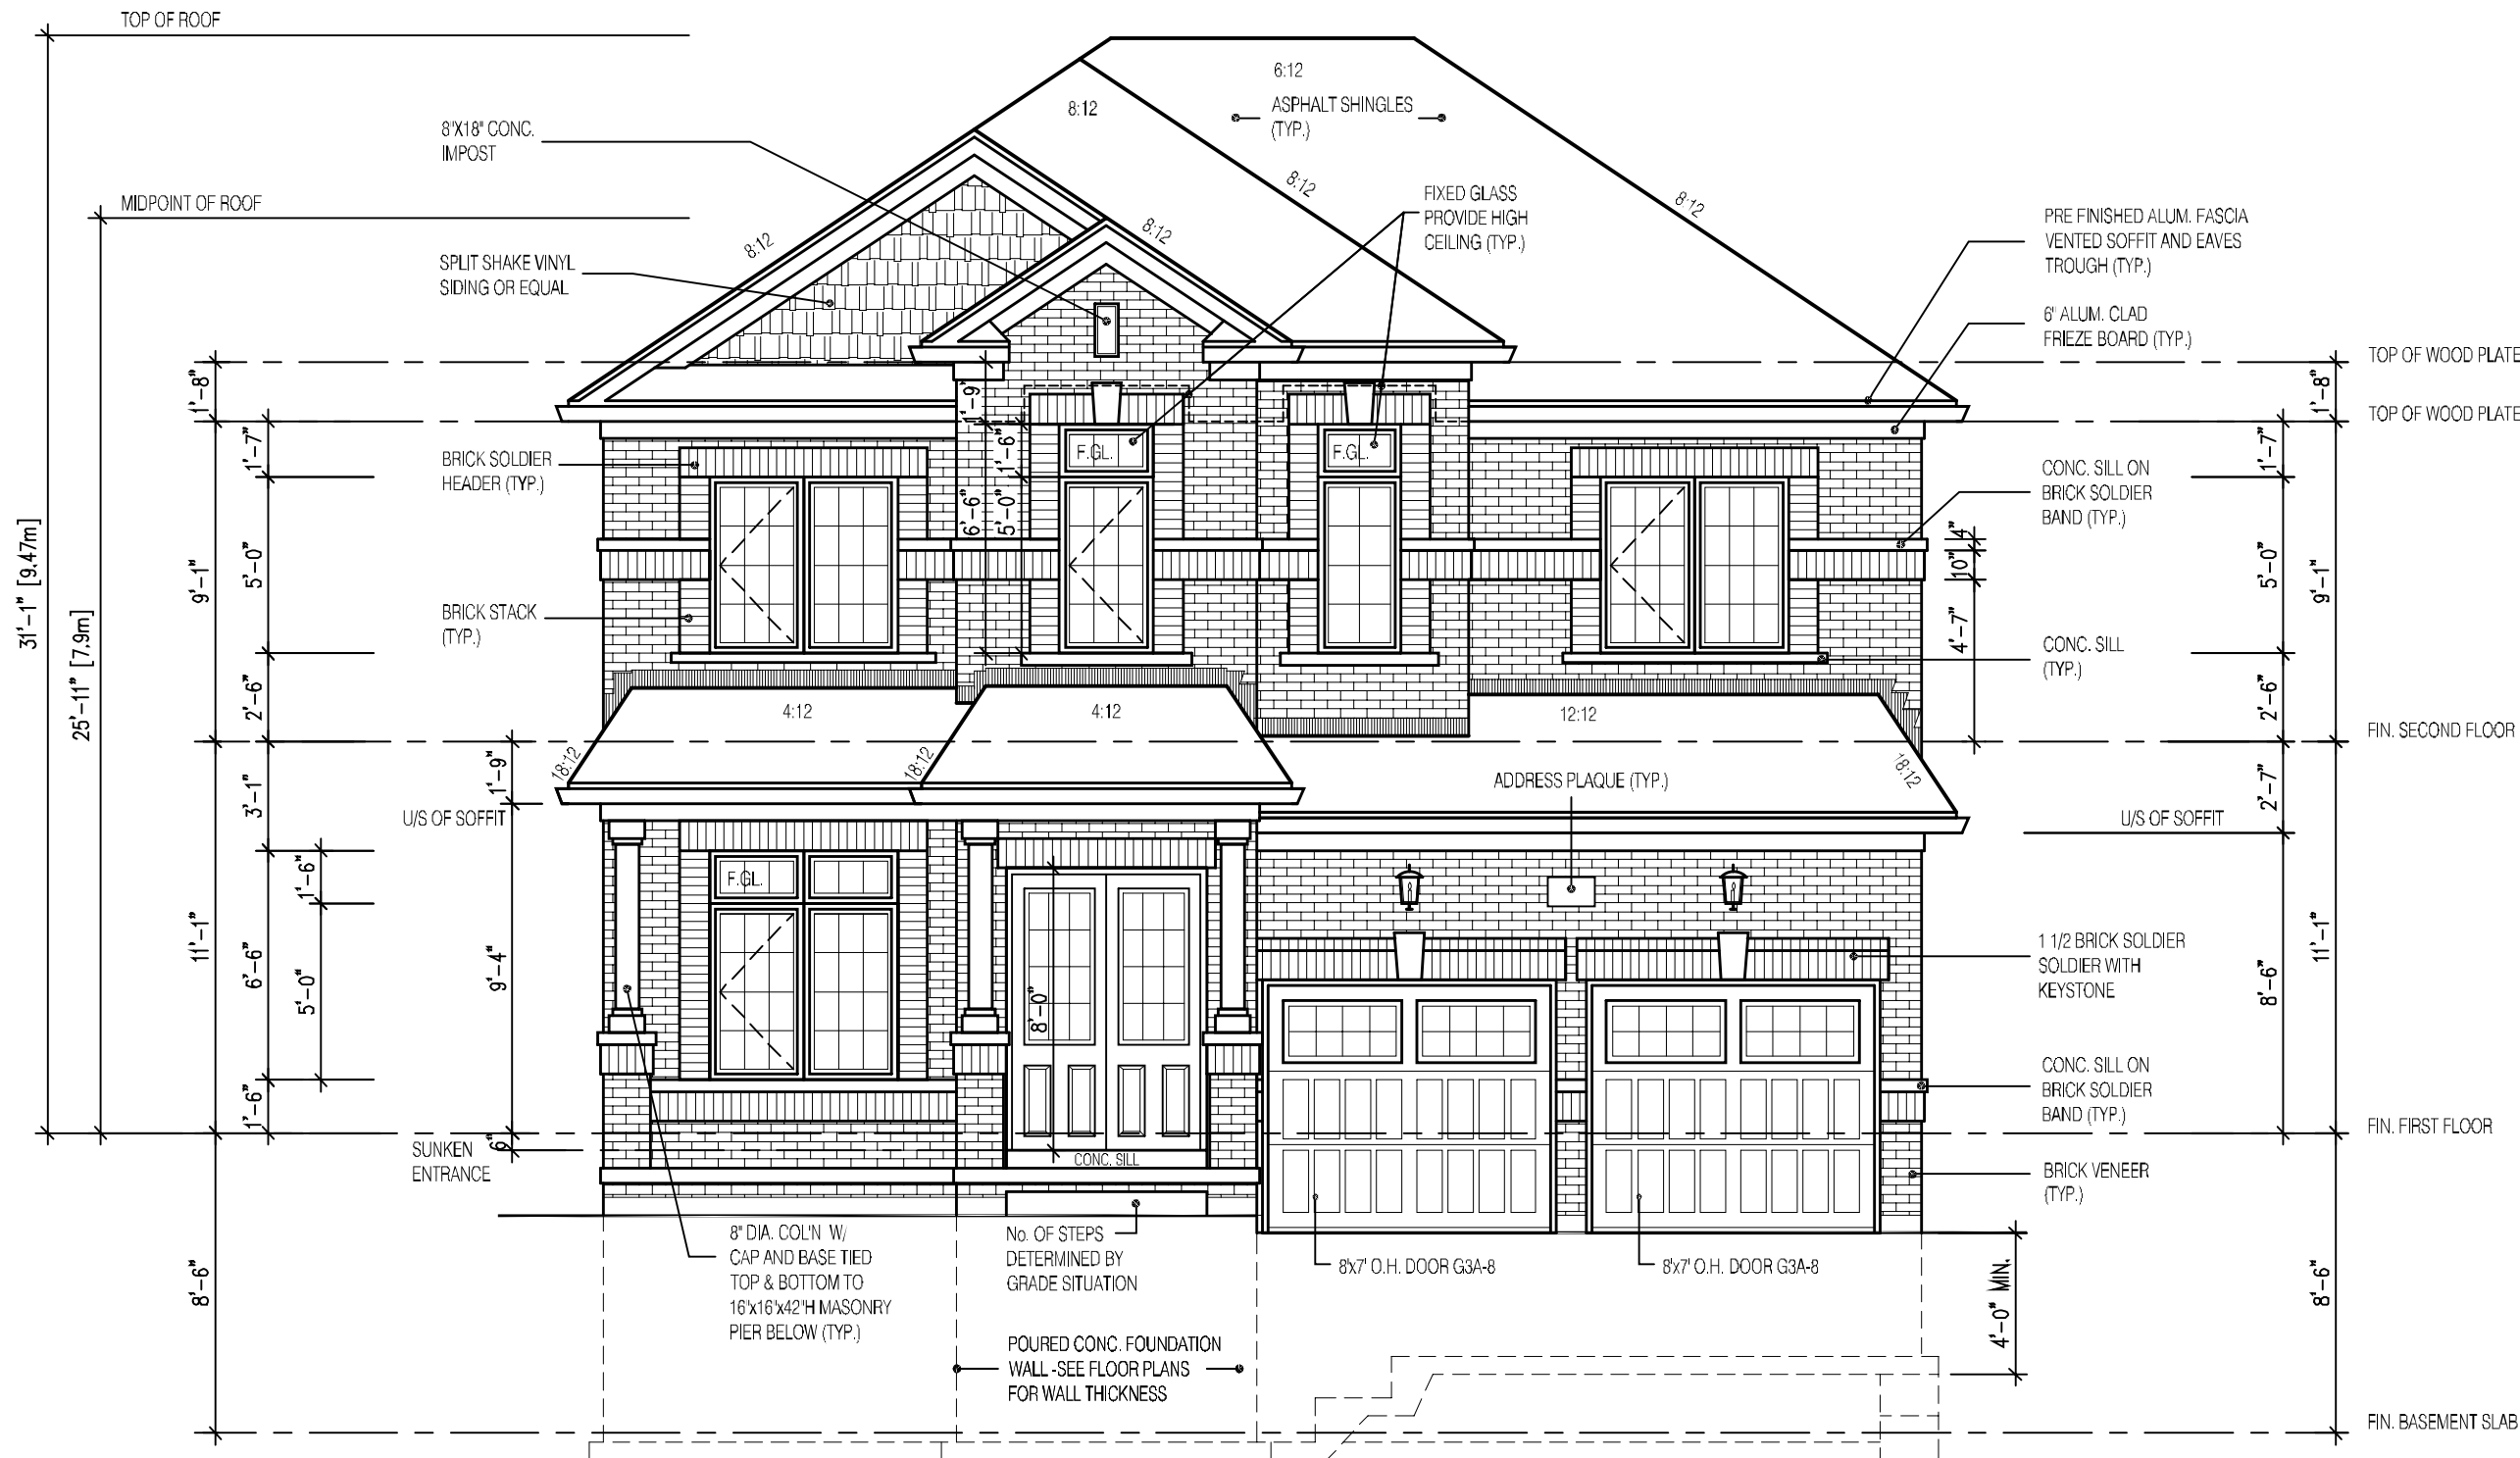 TOP OF ROOF
6:12
8:12
ASPHALT SHINGLES
(TYP.)
8"X18" CONC.
IMPOST
MIDPOINT OF ROOF
8:12
8:12
8:12
8:12
FIXED GLASS
PROVIDE HIGH
CEILING (TYP.)
PRE FINISHED ALUM. FASCIA
VENTED SOFFIT AND EAVES
TROUGH (TYP.)
SPLIT SHAKE VINYL
SIDING OR EQUAL
6" ALUM. CLAD
FRIEZE BOARD (TYP.)
TOP OF WOOD PLATE
TOP OF WOOD PLATE
1'-8"
1'-8"
1'-9"
1'-7"
1'-6"
1'-7"
F.GL.
F.GL.
BRICK SOLDIER
HEADER (TYP.)
CONC. SILL ON
BRICK SOLDIER
BAND (TYP.)
31'-1" [9.47m]
25'-11" [7.9m]
9'-1"
5'-0"
6'-6"
5'-0"
4"
10"
4'-7"
5'-0"
9'-1"
BRICK STACK
(TYP.)
CONC. SILL
(TYP.)
2'-6"
2'-6"
4:12
4:12
12:12
FIN. SECOND FLOOR
18:12
18:12
18:12
1'-9"
3'-1"
2'-7"
ADDRESS PLAQUE (TYP.)
U/S OF SOFFIT
U/S OF SOFFIT
F.GL.
1'-6"
11'-1"
6'-6"
5'-0"
9'-4"
8'-0"
8'-6"
11'-1"
1 1/2 BRICK SOLDIER
SOLDIER WITH
KEYSTONE
CONC. SILL ON
BRICK SOLDIER
BAND (TYP.)
1'-6"
6"
FIN. FIRST FLOOR
SUNKEN
ENTRANCE
CONC. SILL
BRICK VENEER
(TYP.)
8" DIA. COL'N W/
CAP AND BASE TIED
TOP & BOTTOM TO
16"x16"x42"H MASONRY
PIER BELOW (TYP.)
No. OF STEPS
DETERMINED BY
GRADE SITUATION
8'x7' O.H. DOOR G3A-8
8'x7' O.H. DOOR G3A-8
8'-6"
4'-0" MIN.
8'-6"
POURED CONC. FOUNDATION
WALL -SEE FLOOR PLANS
FOR WALL THICKNESS
FIN. BASEMENT SLAB